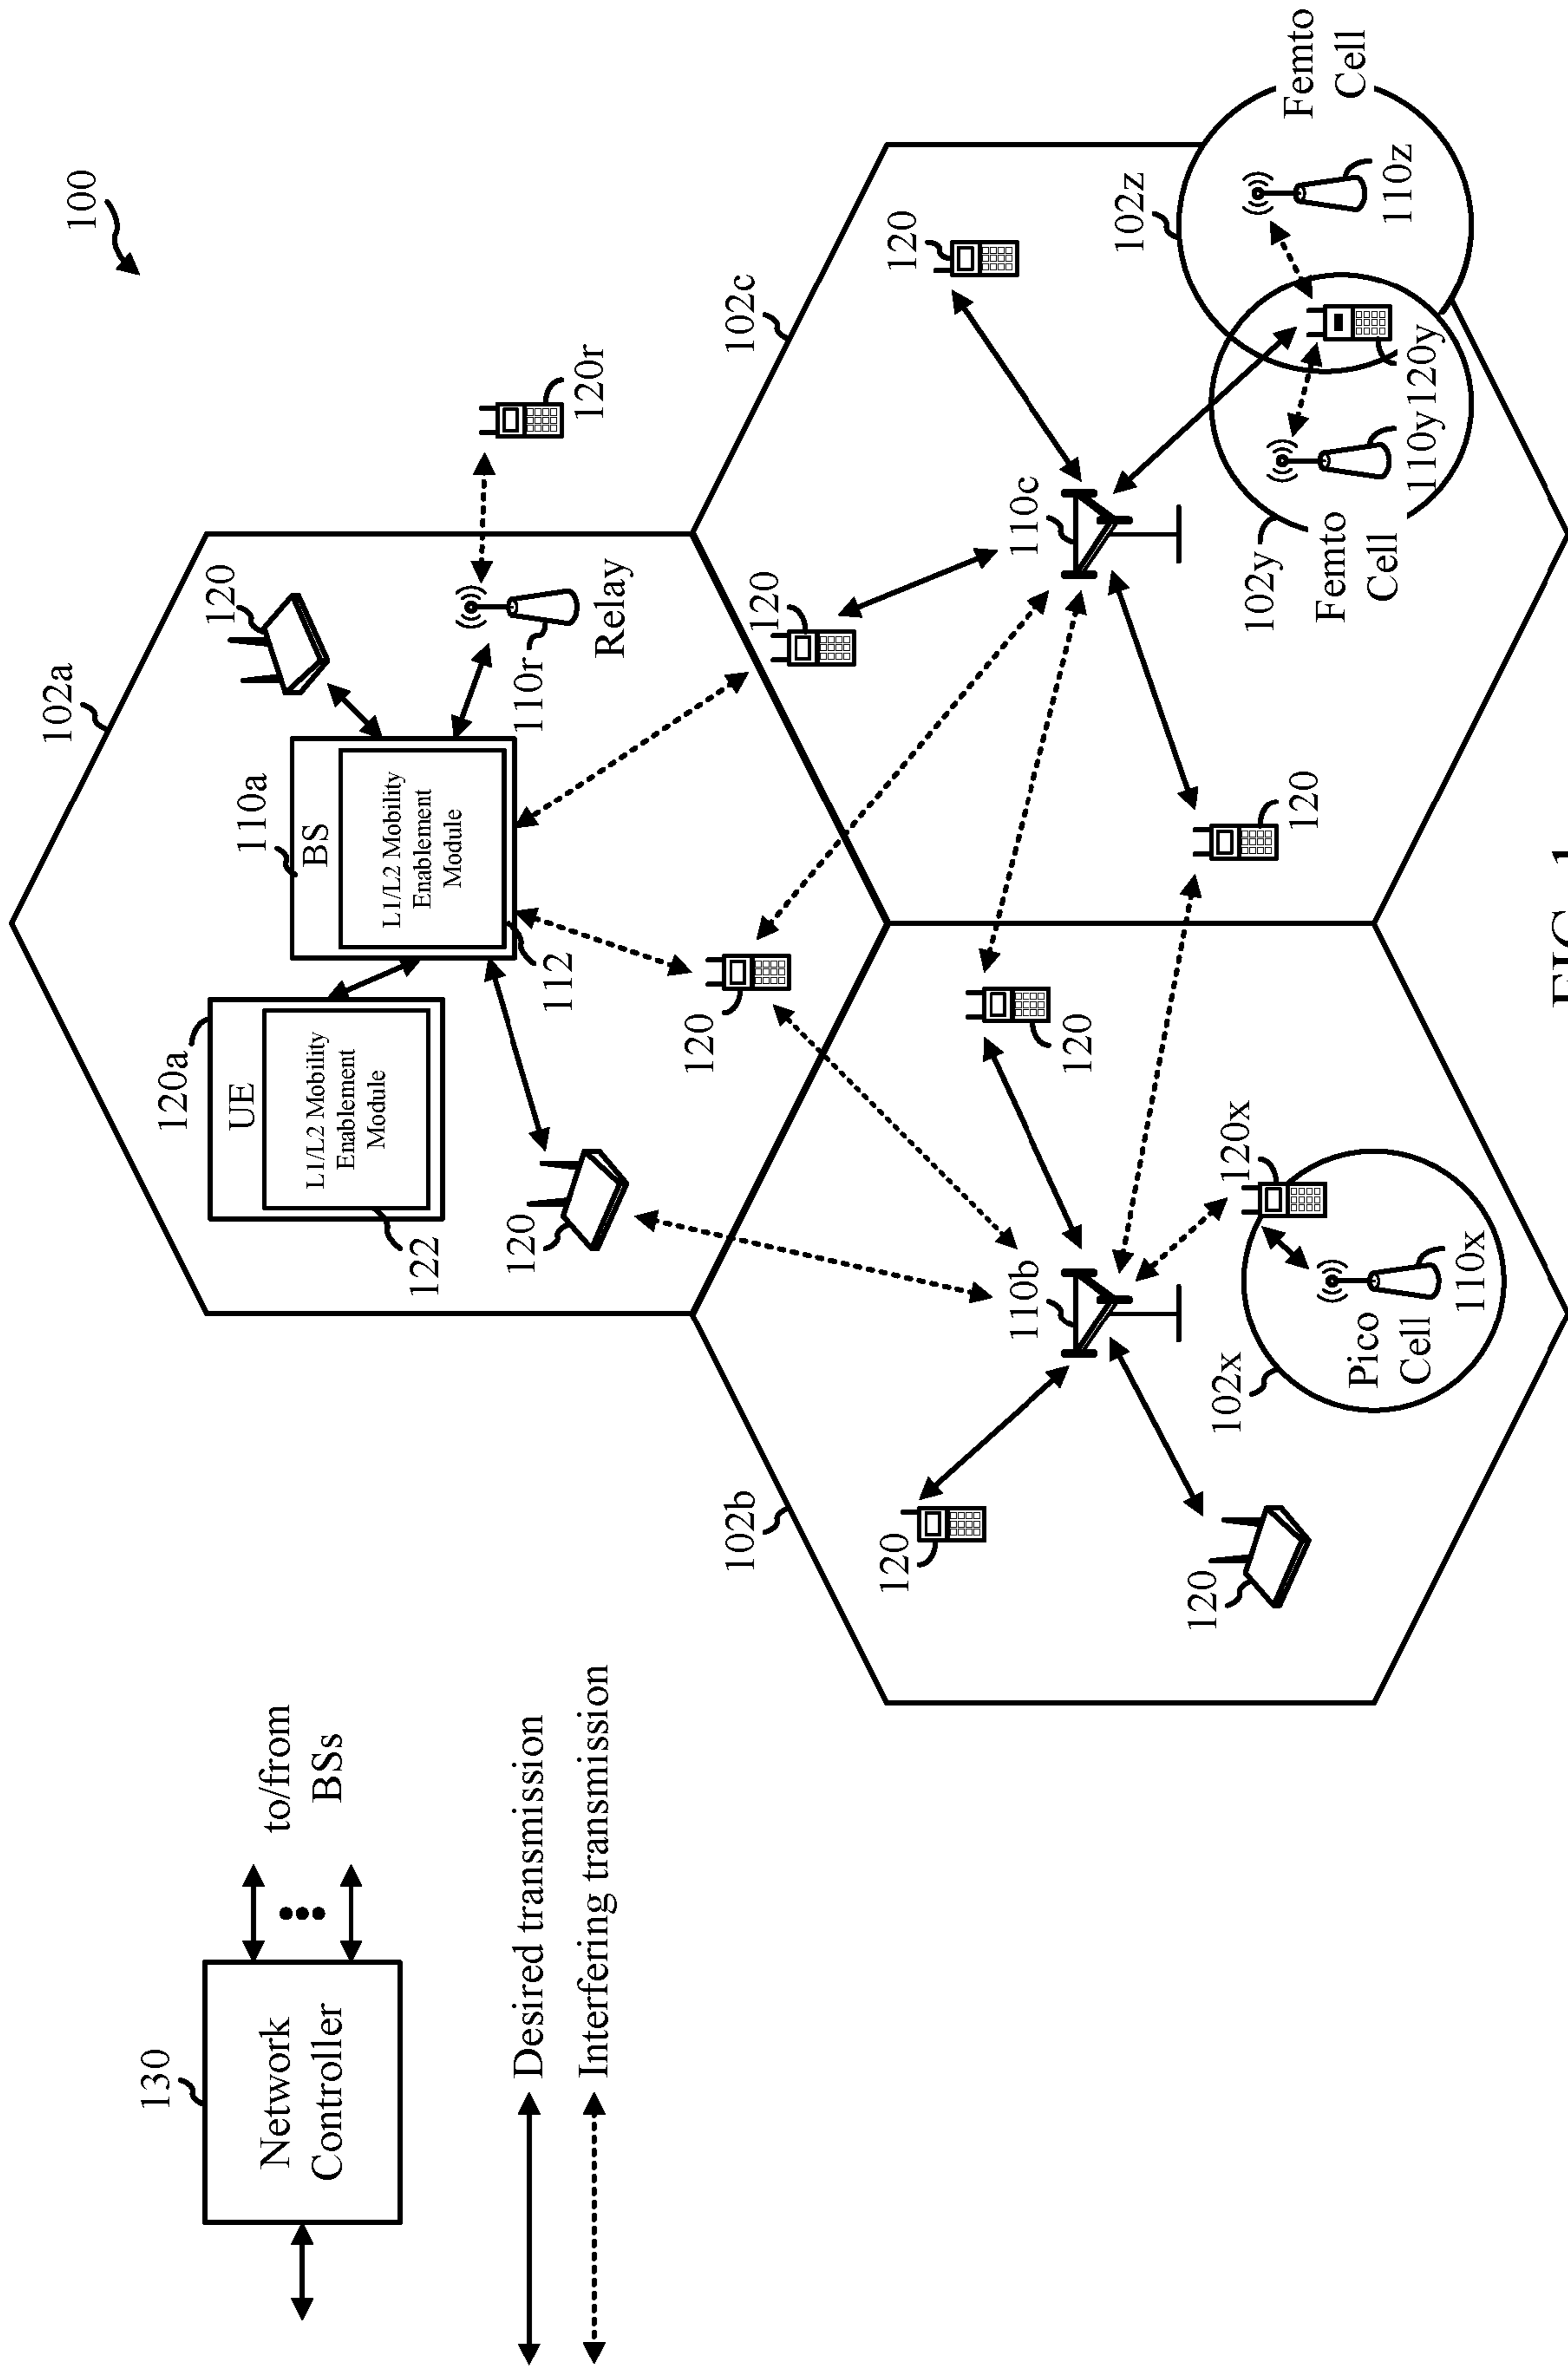 100
130
Network
Controller
to/from
BSs
Desired transmission
Interfering transmission
102a
120a
UE
L1/L2 Mobility
Enablement
Module
122
110a
BS
L1/L2 Mobility
Enablement
Module
112
120
120
110r
Relay
120r
120
102b
120
120
110b
120
120x
102x
Pico
Cell
110x
102c
120
120
110c
120
102y
Femto
Cell
110y
120y
102z
Femto
Cell
110z